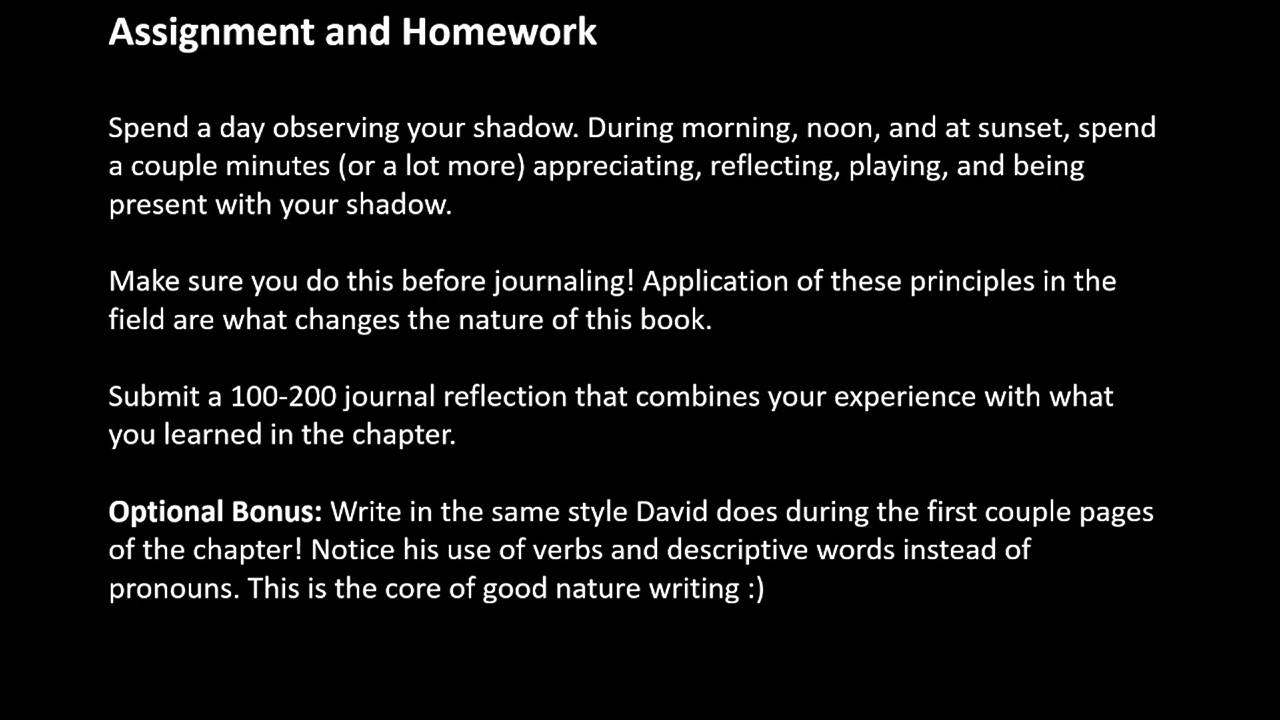 Assignment and Homework
Spend a day observing your shadow. During morning, noon, and at sunset, spend
a couple minutes (or a lot more) appreciating, reflecting, playing, and being
present with your shadow.
Make sure you do this before journaling! Application of these principles in the
field are what changes the nature of this book.
Submit a 100-200 journal reflection that combines your experience with what
you learned in the chapter.
Optional Bonus: Write in the same style David does during the first couple pages
of the chapter! Notice his use of verbs and descriptive words instead of
pronouns. This is the core of good nature writing :)